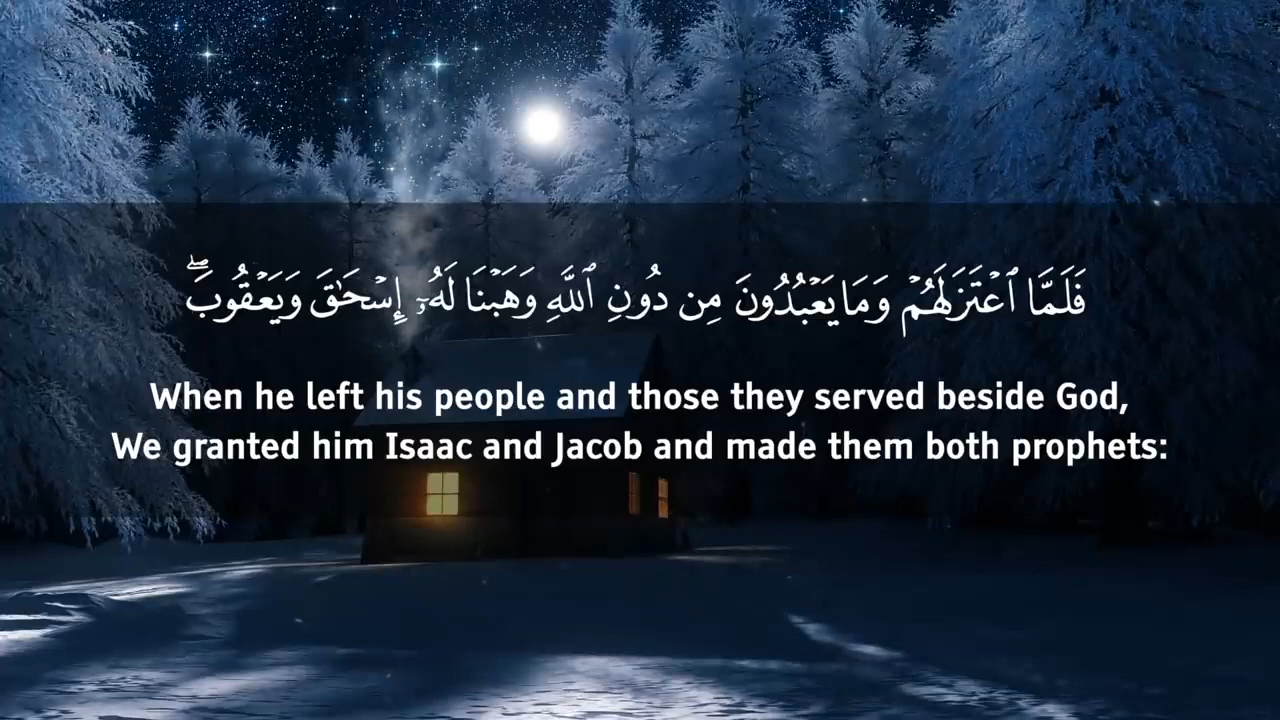 فَلَمَّا ٱعْتَزَلَهُمْ وَمَا يَعْبُدُونَ مِن دُونِ ٱللَّهِ وَهَبْنَا لَهُۥٓ إِسْحَٰقَ وَيَعْقُوبَ ۖ
When he left his people and those they served beside God,
We granted him Isaac and Jacob and made them both prophets: